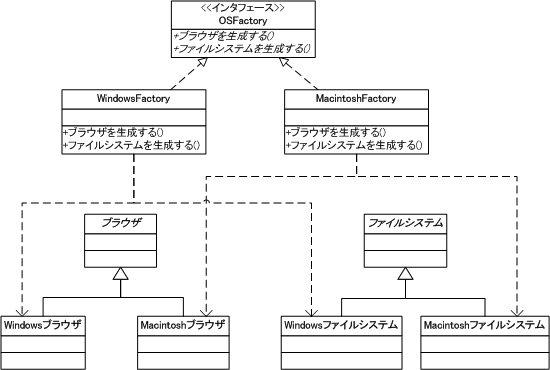 <<インタフェース>>
OSFactory
+ブラウザを生成する()
+ファイルシステムを生成する()
WindowsFactory
+ブラウザを生成する()
+ファイルシステムを生成する()
MacintoshFactory
+ブラウザを生成する()
+ファイルシステムを生成する()
ブラウザ
ファイルシステム
Windowsブラウザ
Macintoshブラウザ
Windowsファイルシステム
Macintoshファイルシステム